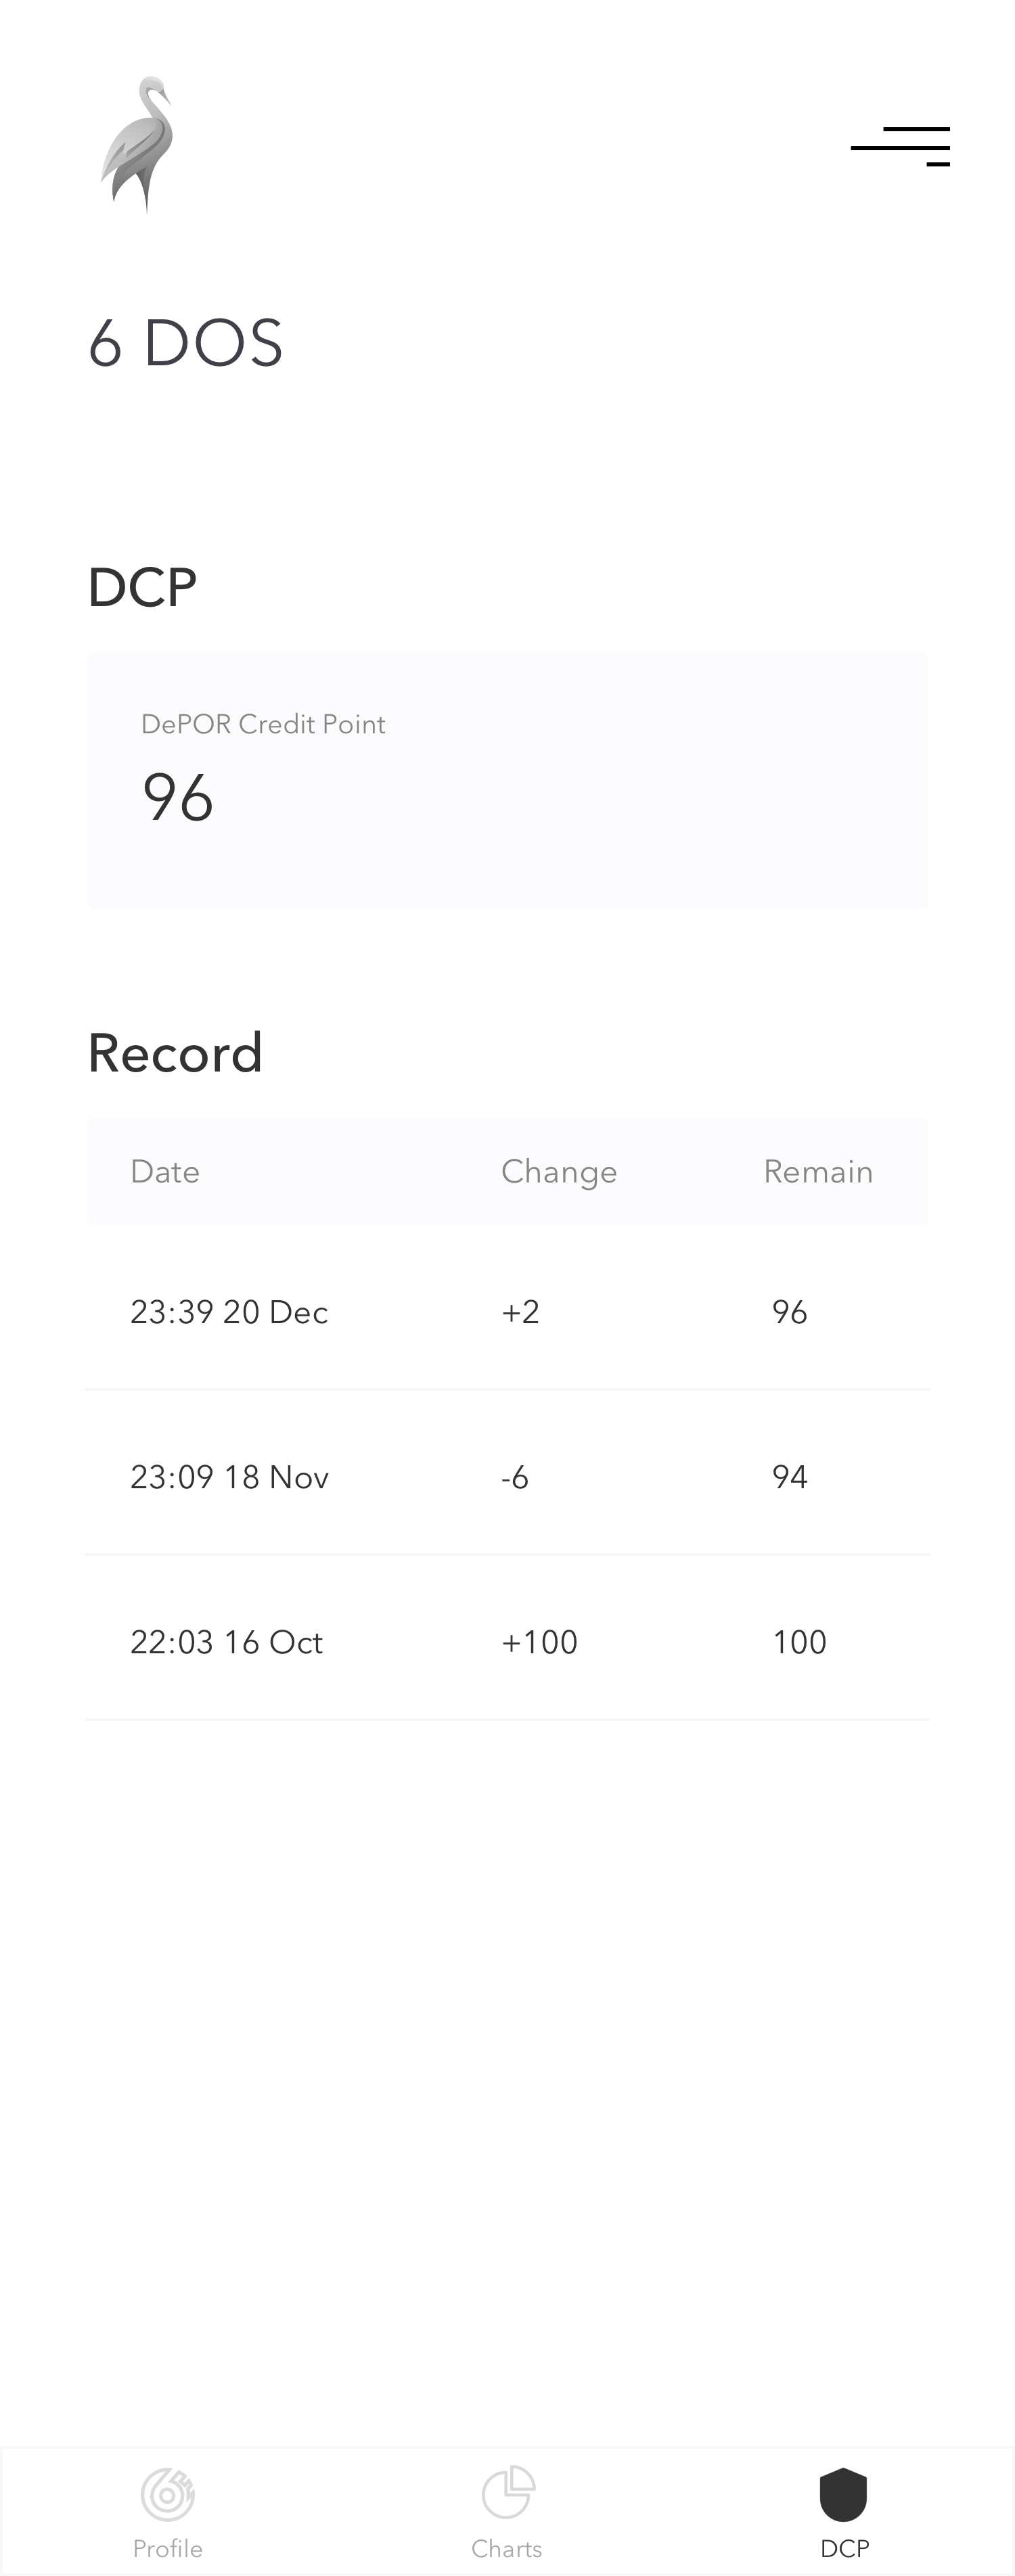 6 DOS
DCP
DePOR Credit Point
96
Record
Date Change Remain
23:39 20 Dec +2 96
23:09 18 Nov -6 94
22:03 16 Oct +100 100
Profile Charts DCP